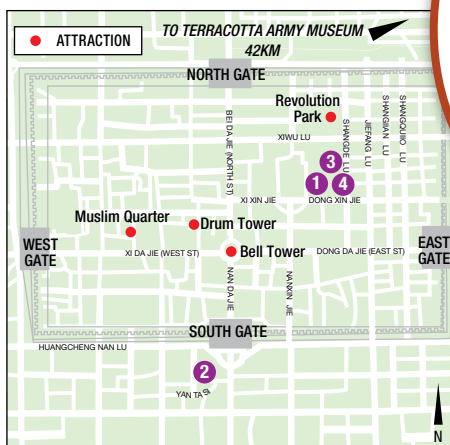 ATTRACTION
TO TERRACOTTA ARMY MUSEUM
42KM
NORTH GATE
Revolution
Park
BEI DA JIE (NORTH ST)
XIWU LU
SHANGDE LU
JIEFANG LU
SHANGJIAN LU
SHANGQIJIO LU
3
1
4
XI XIN JIE
DONG XIN JIE
Muslim Quarter
Drum Tower
WEST
GATE
XI DA JIE (WEST ST)
Bell Tower
DONG DA JIE (EAST ST)
EAST
GATE
NAN DA JIE
NANXIN JIE
SOUTH GATE
HUANGCHENG NAN LU
2
YAN TA
N